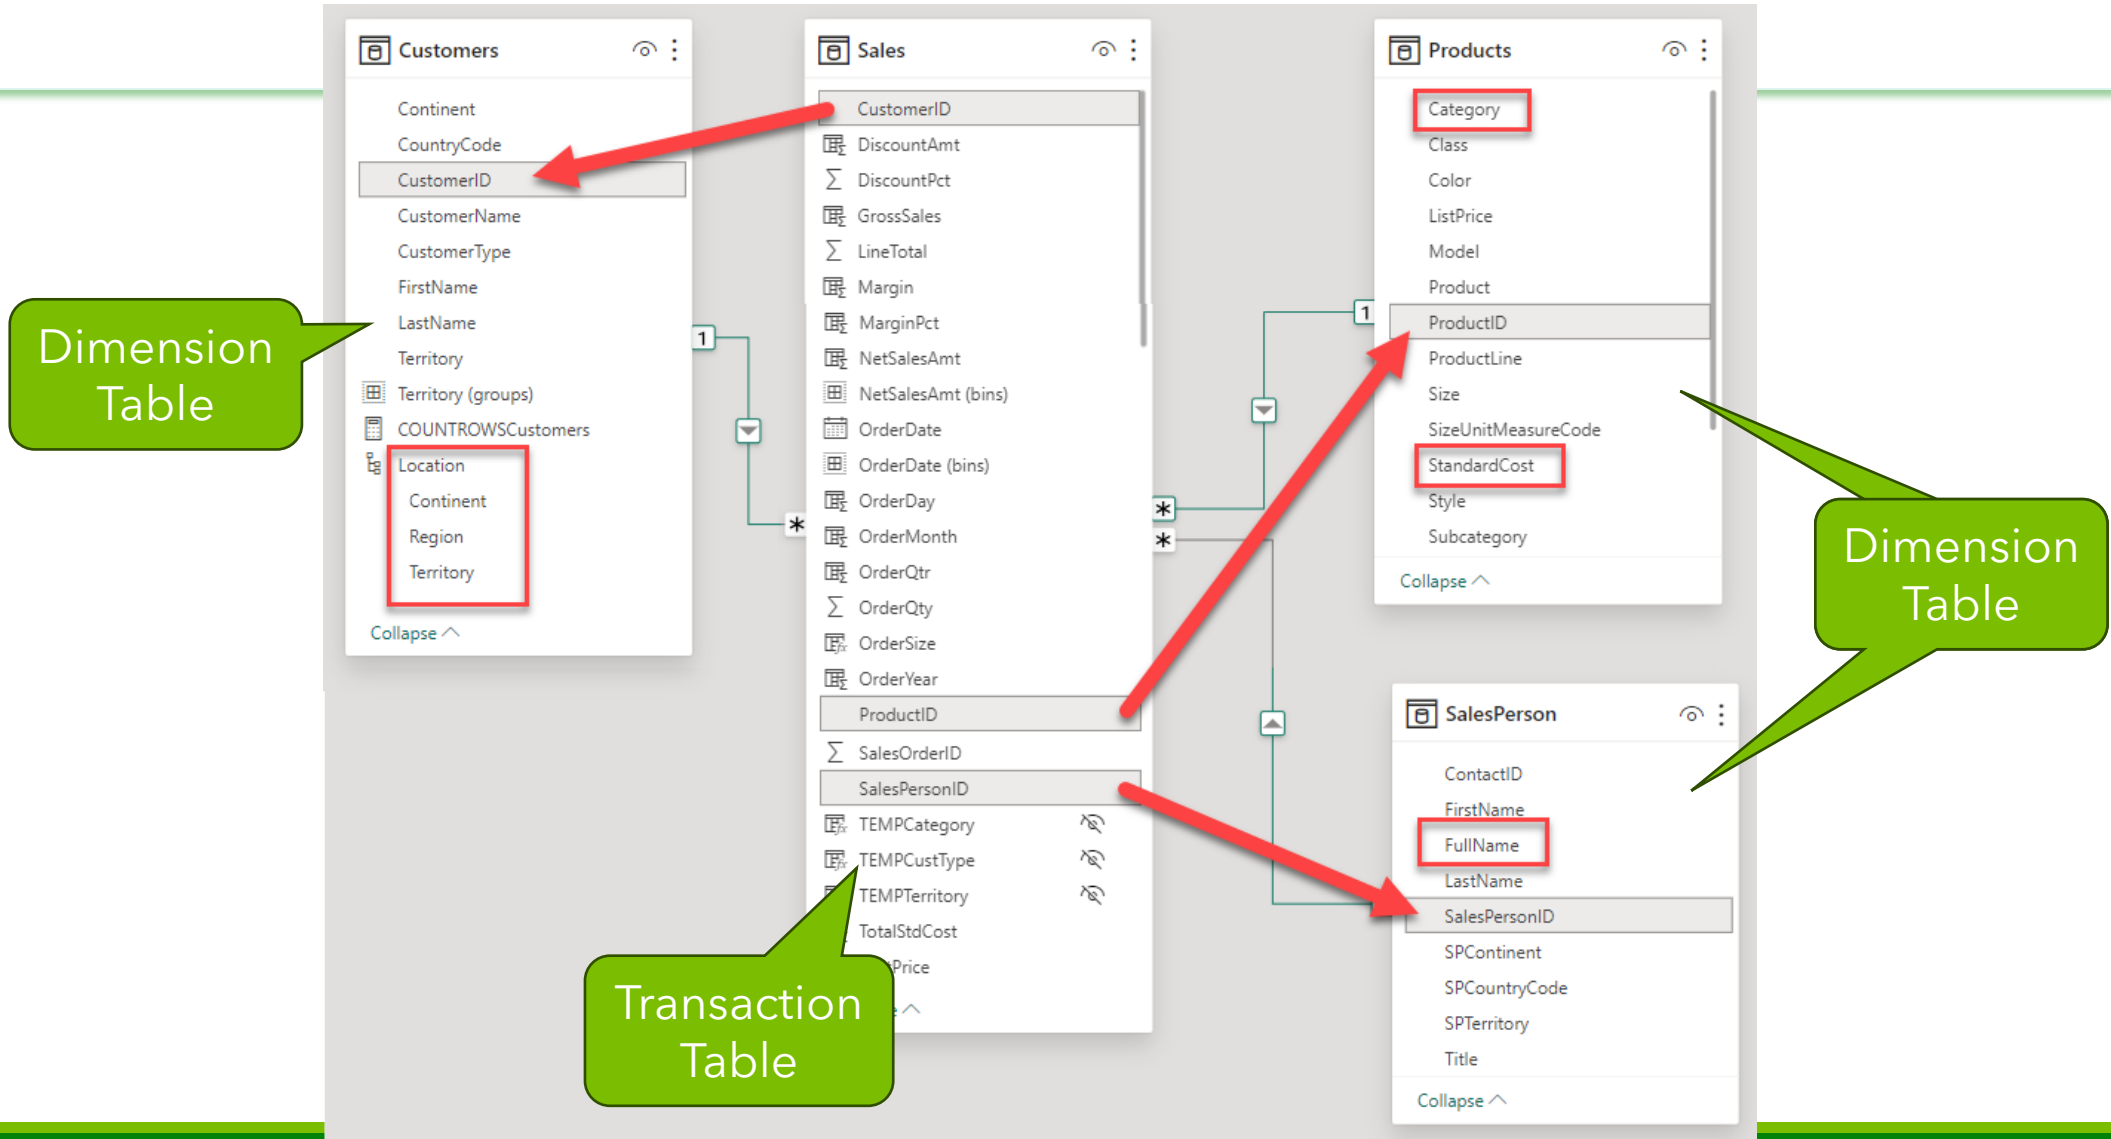 Customers
Continent
CountryCode
CustomerID
CustomerName
CustomerType
FirstName
LastName
Territory
Territory (groups)
COUNTROWSCustomers
Location
Continent
Region
Territory
Collapse
Dimension
Table
1
*
Sales
CustomerID
DiscountAmt
DiscountPct
GrossSales
LineTotal
Margin
MarginPct
NetSalesAmt
NetSalesAmt (bins)
OrderDate
OrderDate (bins)
OrderDay
OrderMonth
OrderQtr
OrderQty
OrderSize
OrderYear
ProductID
SalesOrderID
SalesPersonID
TEMPCategory
TEMPCustType
TEMPTerritory
TotalStdCost
Price
Transaction
Table
*
*
1
Products
Category
Class
Color
ListPrice
Model
Product
ProductID
ProductLine
Size
SizeUnitMeasureCode
StandardCost
Style
Subcategory
Collapse
Dimension
Table
SalesPerson
ContactID
FirstName
FullName
LastName
SalesPersonID
SPContinent
SPCountryCode
SPTerritory
Title
Collapse